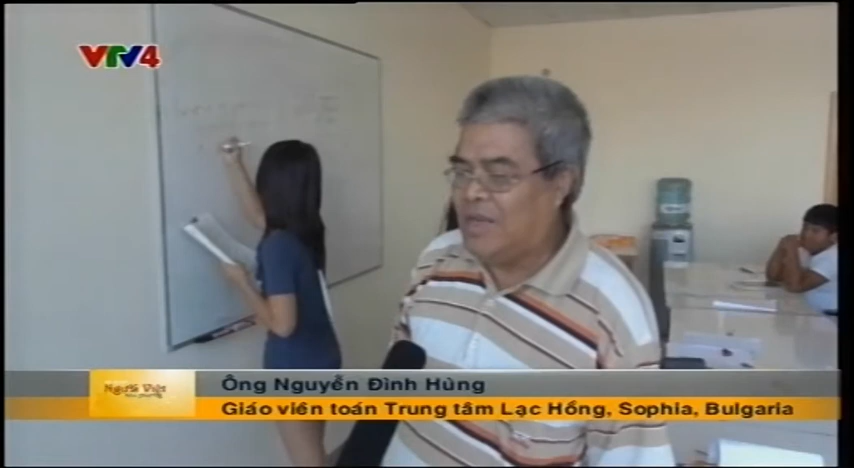 VTV4
Người Việt
Ông Nguyễn Đình Hùng
Giáo viên toán Trung tâm Lạc Hồng, Sophia, Bulgaria